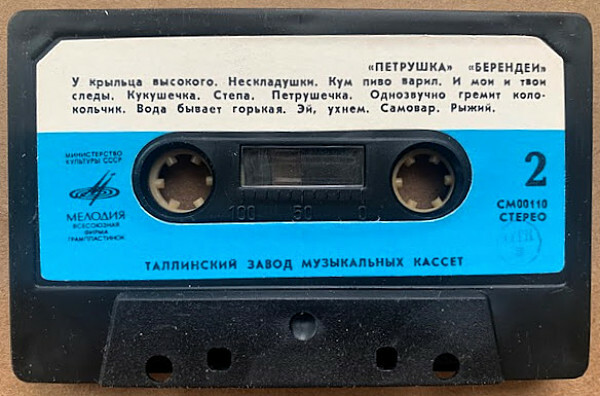 «ПЕТРУШКА» «БЕРЕНДЕИ»
У крыльца высокого. Нескладушки. Кум пиво варил. И мои и твои
следы. Кукушечка. Степа. Петрушечка. Однозвучно гремит коло-
кольчик. Вода бывает горькая. Эй, ухнем. Самовар. Рыжий.
МИНИСТЕРСТВО
КУЛЬТУРЫ СССР
МЕЛОДИЯ
ВСЕСОЮЗНАЯ
ФИРМА
ГРАМПЛАСТИНОК
100 50 0
2
СМ00110
СТЕРЕО
ТАЛЛИНСКИЙ ЗАВОД МУЗЫКАЛЬНЫХ КАССЕТ